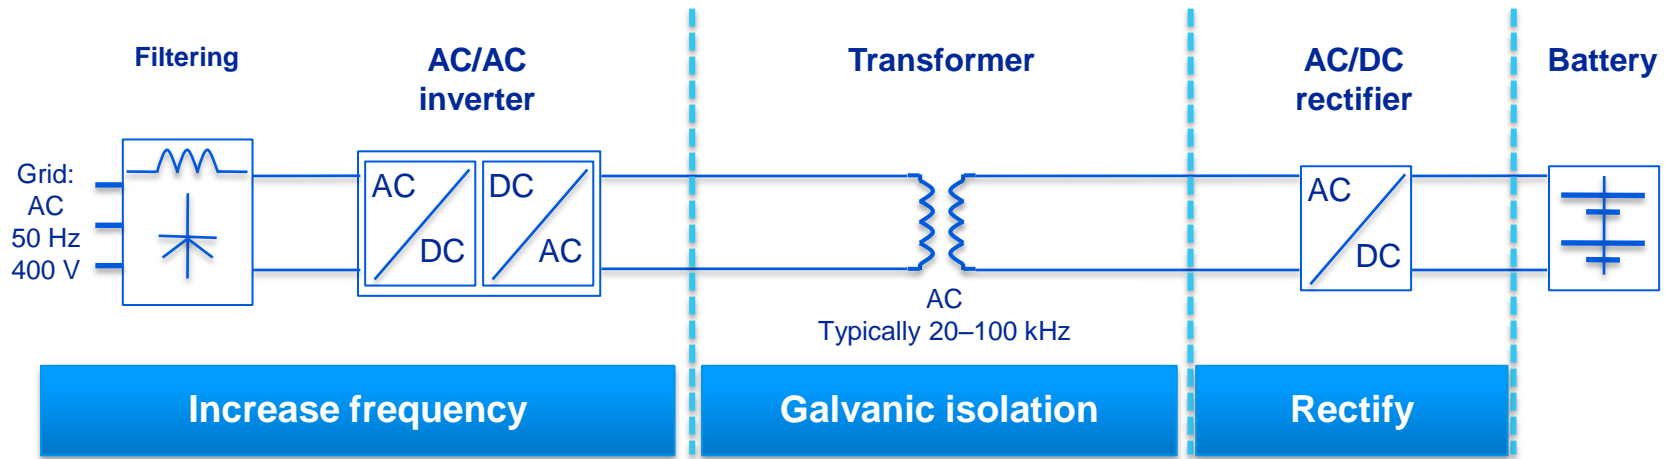 Filtering
AC/AC
inverter
Transformer
AC/DC
rectifier
Battery
Grid:
AC
50 Hz
400 V
AC
DC
DC
AC
AC
DC
AC
Typically 20–100 kHz
Increase frequency
Galvanic isolation
Rectify